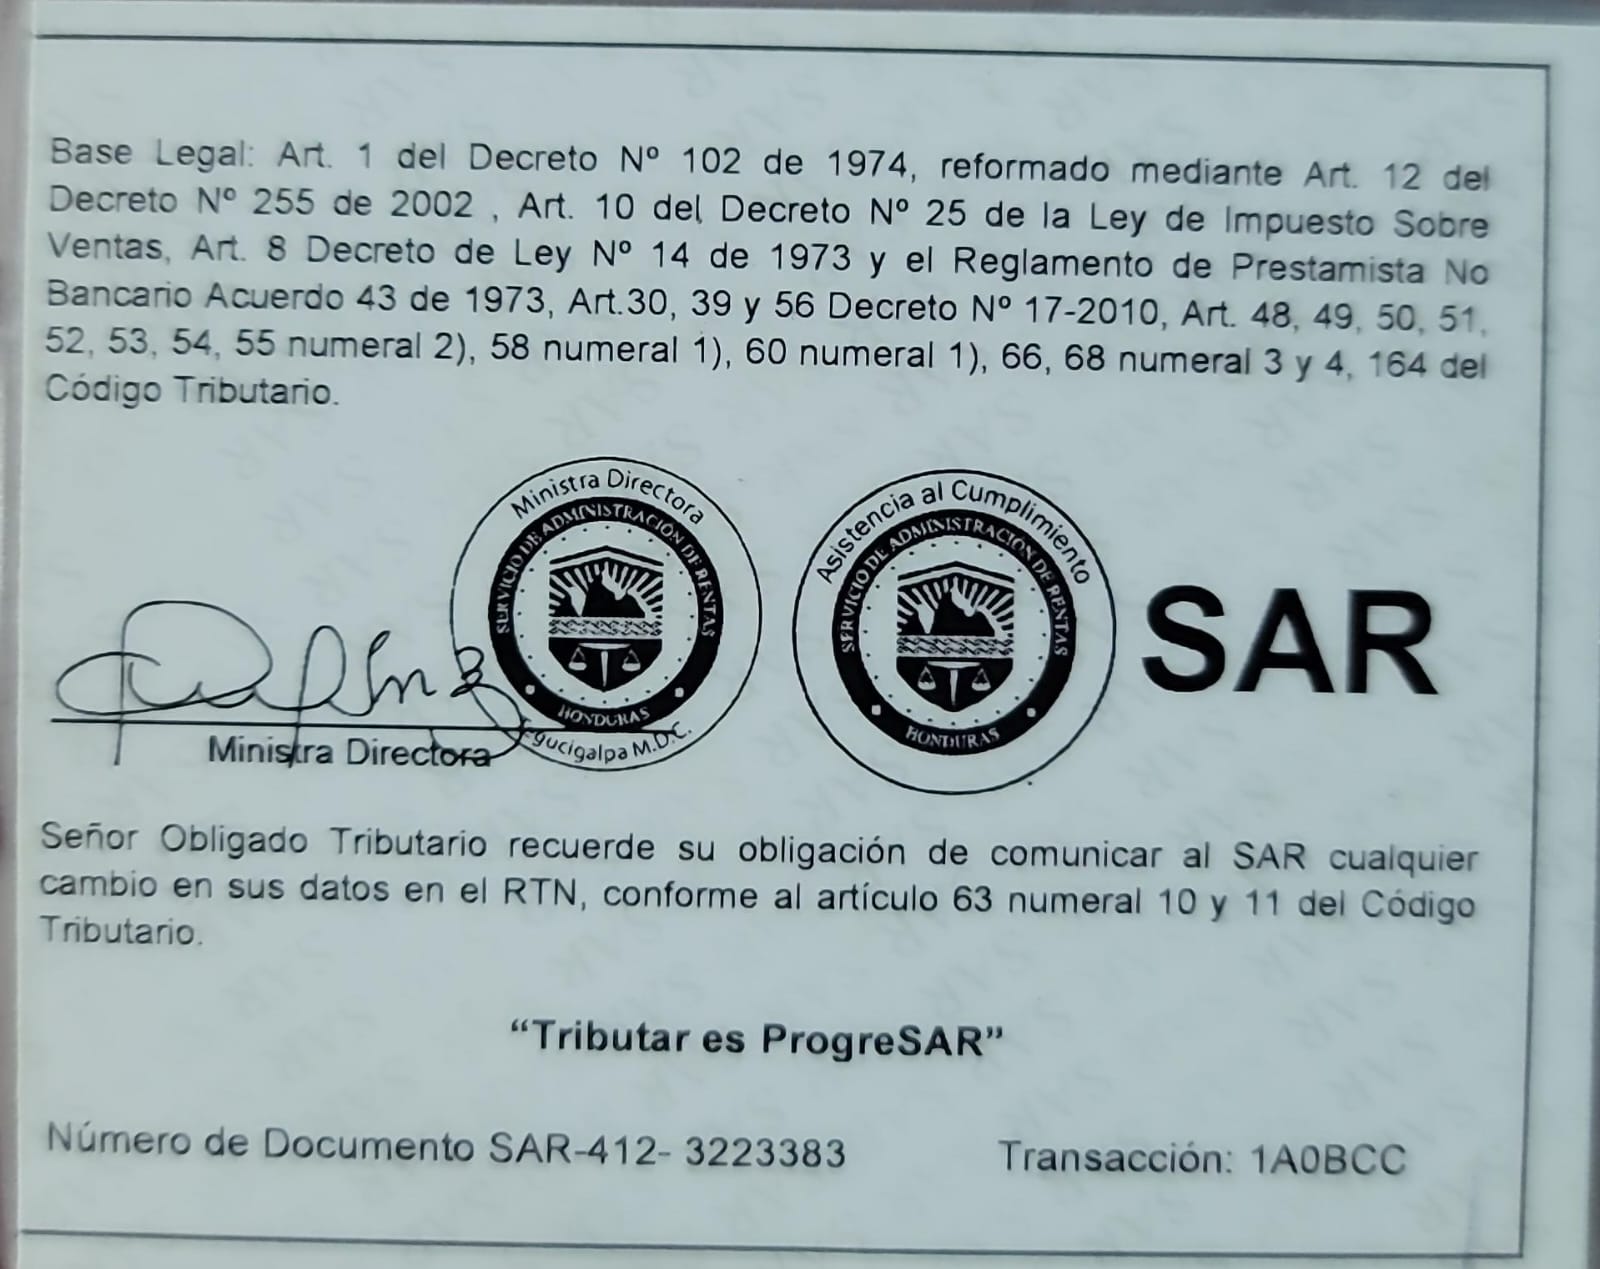 Base Legal: Art. 1 del Decreto Nº 102 de 1974, reformado mediante Art. 12 del
Decreto Nº 255 de 2002 , Art. 10 del Decreto Nº 25 de la Ley de Impuesto Sobre
Ventas, Art. 8 Decreto de Ley Nº 14 de 1973 y el Reglamento de Prestamista No
Bancario Acuerdo 43 de 1973, Art.30, 39 y 56 Decreto Nº 17-2010, Art. 48, 49, 50, 51,
52, 53, 54, 55 numeral 2), 58 numeral 1), 60 numeral 1), 66, 68 numeral 3 y 4, 164 del
Código Tributario.
Ministra Directora
SERVICIO DE ADMINISTRACIÓN DE RENTAS
HONDURAS
Tegucigalpa M.D.C.
Asistencia al Cumplimiento
SERVICIO DE ADMINISTRACIÓN DE RENTAS
HONDURAS
SAR
Ministra Directora
Señor Obligado Tributario recuerde su obligación de comunicar al SAR cualquier
cambio en sus datos en el RTN, conforme al artículo 63 numeral 10 y 11 del Código
Tributario.
“Tributar es ProgreSAR”
Número de Documento SAR-412- 3223383 Transacción: 1A0BCC